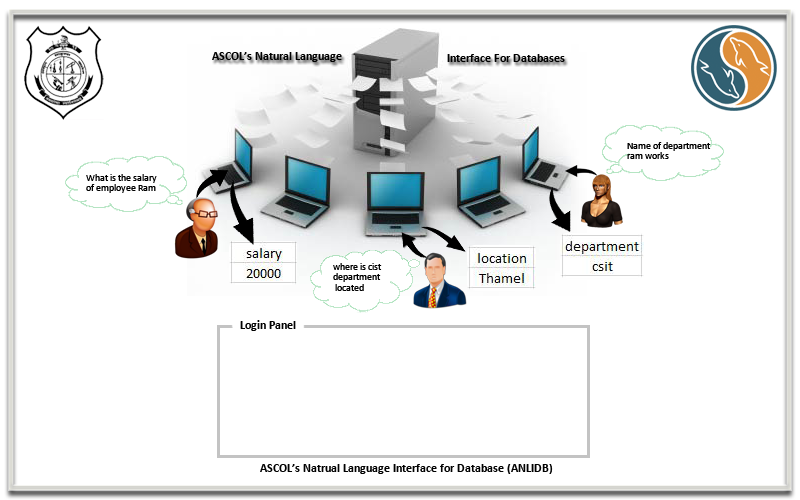 ASCOL's Natural Language
Interface For Databases
What is the salary
of employee Ram
Name of department
ram works
salary
20000
where is cist
department
located
location
Thamel
department
csit
Login Panel
ASCOL's Natrual Language Interface for Database (ANLIDB)